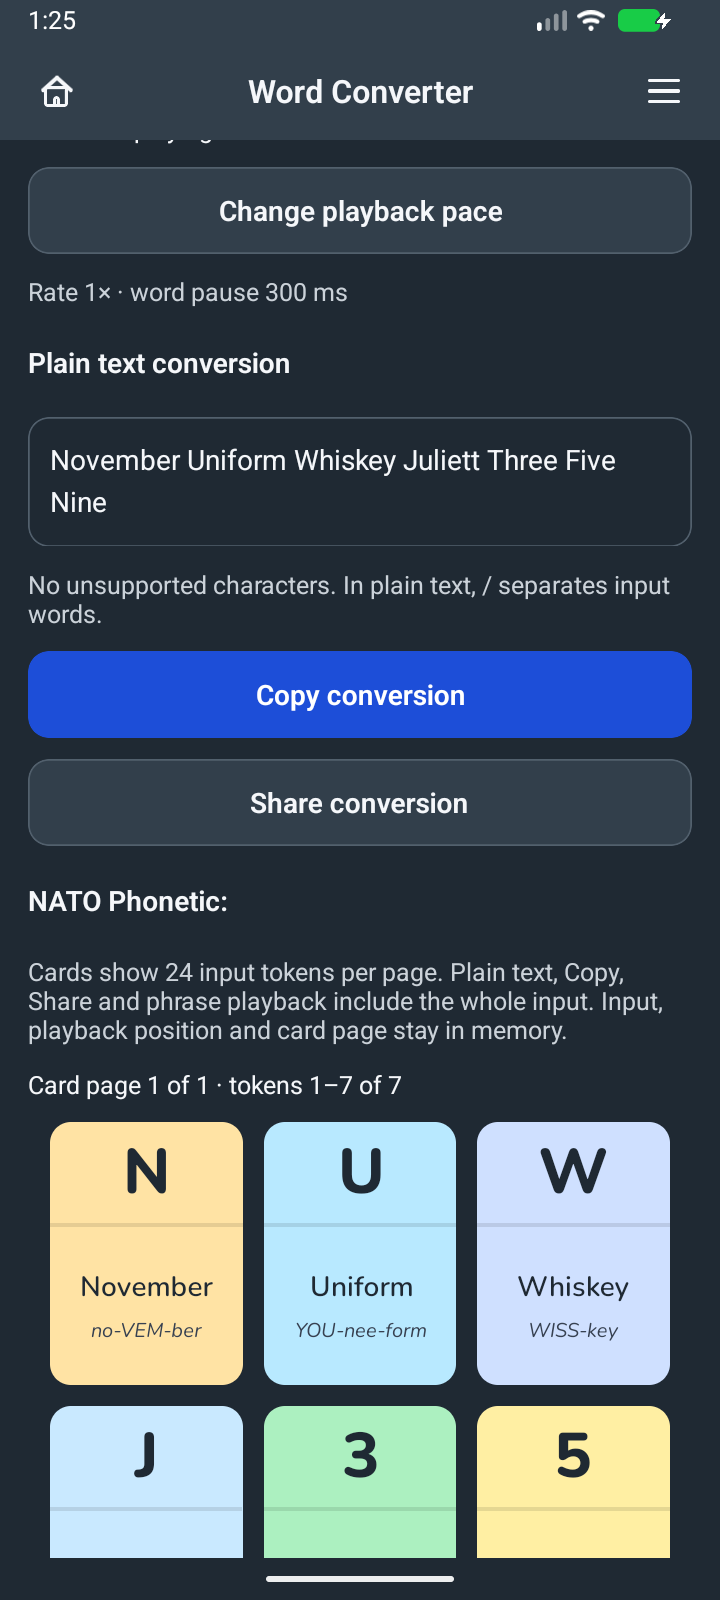 1:25
Word Converter
Change playback pace
Rate 1× · word pause 300 ms
Plain text conversion
November Uniform Whiskey Juliett Three Five
Nine
No unsupported characters. In plain text, / separates input
words.
Copy conversion
Share conversion
NATO Phonetic:
Cards show 24 input tokens per page. Plain text, Copy,
Share and phrase playback include the whole input. Input,
playback position and card page stay in memory.
Card page 1 of 1 · tokens 1–7 of 7
N U W
November Uniform Whiskey
no-VEM-ber YOU-nee-form WISS-key
J 3 5